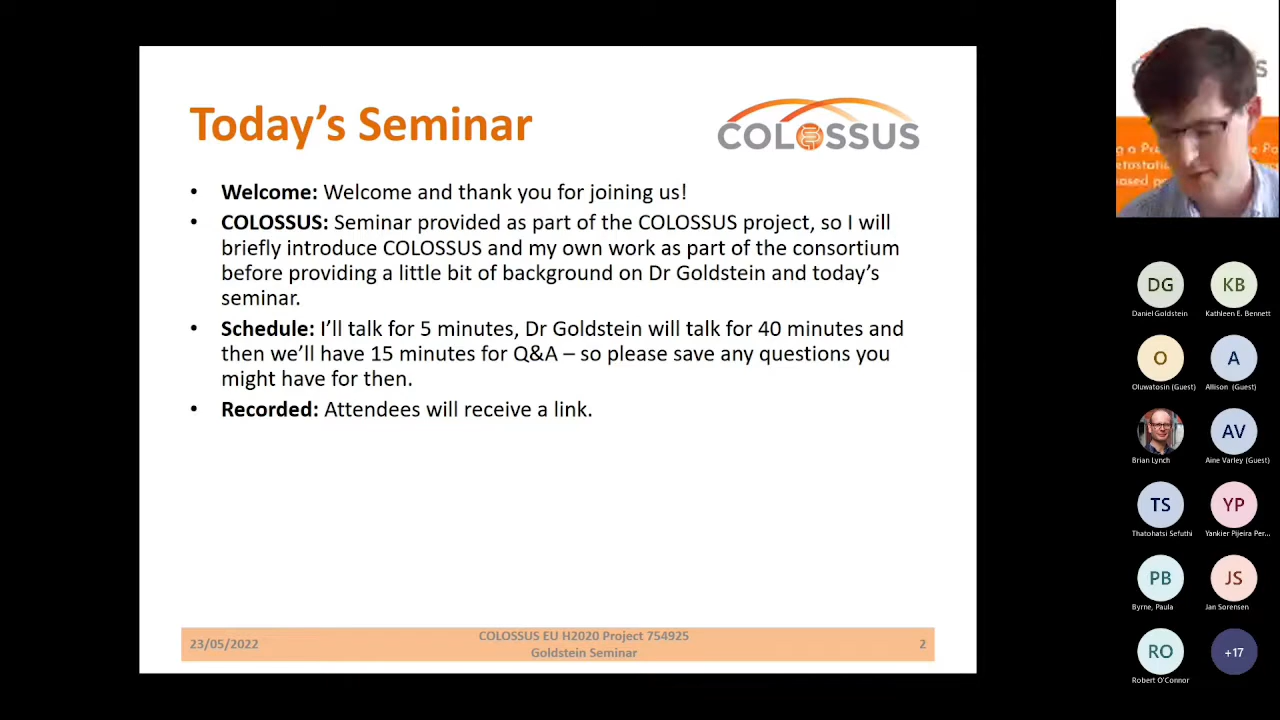 Today's Seminar
COLOSSUS
• Welcome: Welcome and thank you for joining us!
• COLOSSUS: Seminar provided as part of the COLOSSUS project, so I will
briefly introduce COLOSSUS and my own work as part of the consortium
before providing a little bit of background on Dr Goldstein and today's
seminar.
• Schedule: I'll talk for 5 minutes, Dr Goldstein will talk for 40 minutes and
then we'll have 15 minutes for Q&A – so please save any questions you
might have for then.
• Recorded: Attendees will receive a link.
23/05/2022
COLOSSUS EU H2020 Project 754925
Goldstein Seminar
2
DG
Daniel Goldstein
KB
Kathleen E. Bennett
O
Oluwatosin (Guest)
A
Allison (Guest)
Brian Lynch
AV
Aine Varley (Guest)
TS
Thatohatsi Sefuthi
YP
Yankier Pijeira Per...
PB
Byrne, Paula
JS
Jan Sorensen
RO
Robert O'Connor
+17